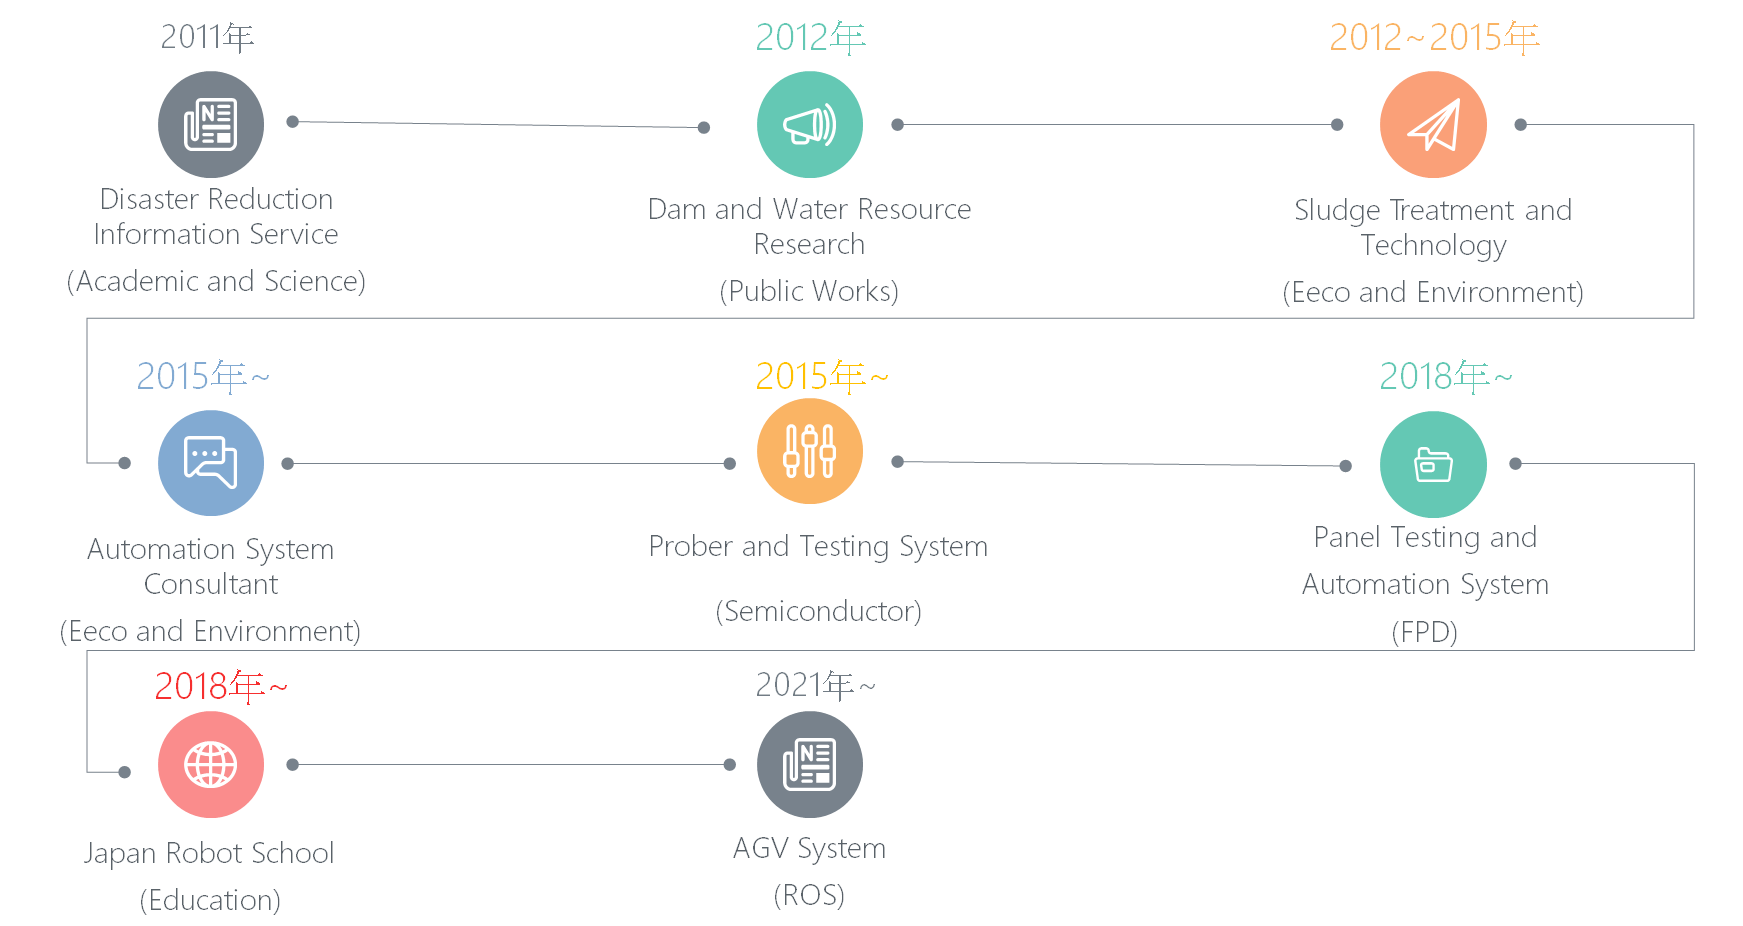 2011年
Disaster Reduction
Information Service
(Academic and Science)
2012年
Dam and Water Resource
Research
(Public Works)
2012~2015年
Sludge Treatment and
Technology
(Eeco and Environment)
2015年~
Automation System
Consultant
(Eeco and Environment)
2015年~
Prober and Testing System
(Semiconductor)
2018年~
Panel Testing and
Automation System
(FPD)
2018年~
Japan Robot School
(Education)
2021年~
AGV System
(ROS)